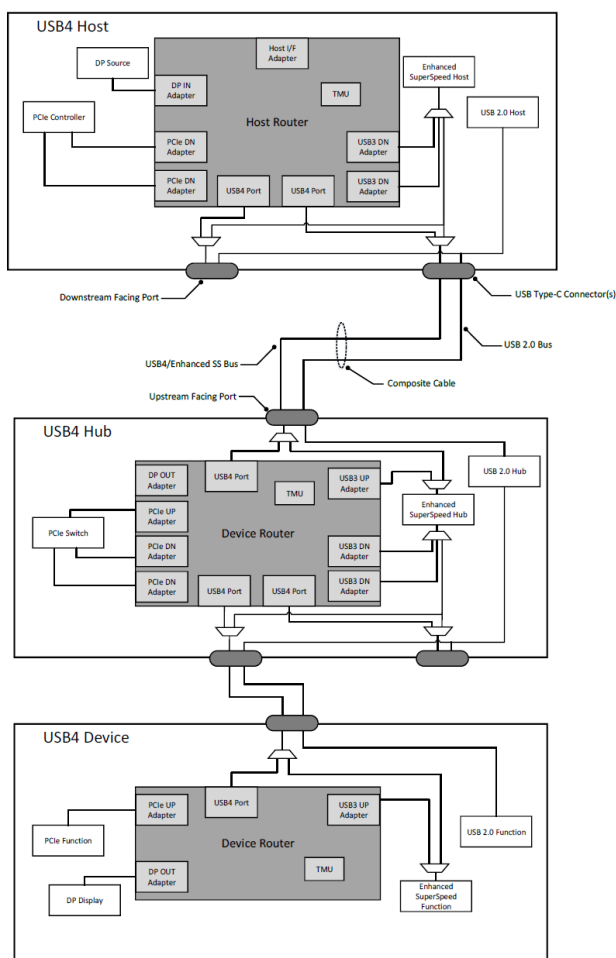 USB4 Host
DP Source
PCIe Controller
Host I/F
Adapter
DP IN
Adapter
TMU
Host Router
PCIe DN
Adapter
PCIe DN
Adapter
USB4 Port
USB4 Port
USB3 DN
Adapter
USB3 DN
Adapter
Enhanced
SuperSpeed Host
USB 2.0 Host
Downstream Facing Port
USB Type-C Connector(s)
USB4/Enhanced SS Bus
USB 2.0 Bus
Composite Cable
Upstream Facing Port
USB4 Hub
DP OUT
Adapter
USB4 Port
TMU
USB3 UP
Adapter
USB 2.0 Hub
PCIe UP
Adapter
PCIe Switch
Device Router
Enhanced
SuperSpeed Hub
PCIe DN
Adapter
USB3 DN
Adapter
PCIe DN
Adapter
USB4 Port
USB4 Port
USB3 DN
Adapter
USB4 Device
PCIe UP
Adapter
USB4 Port
USB3 UP
Adapter
PCIe Function
Device Router
USB 2.0 Function
DP OUT
Adapter
TMU
DP Display
Enhanced
SuperSpeed
Function